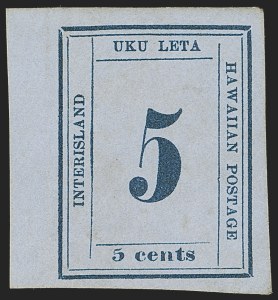 UKU LETA
INTERISLAND
5
HAWAIIAN POSTAGE
5 cents